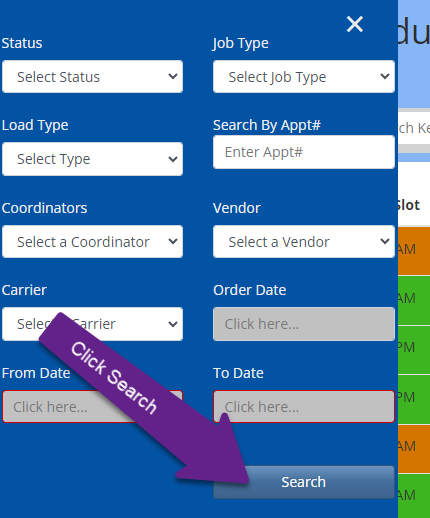 du
Status
Job Type
Select Status
Select Job Type
Load Type
Search By Appt#
ch Ke
Select Type
Enter Appt#
Coordinators
Vendor
Slot
Select a Coordinator
Select a Vendor
AM
Carrier
Order Date
AM
Select a Carrier
Click here...
PM
From Date
To Date
Click Search
Click here...
Click here...
PM
AM
Search
AM